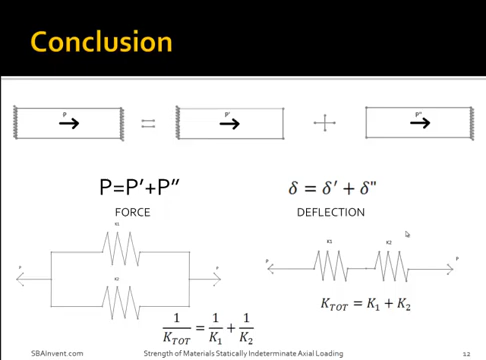 Conclusion
P
=
P'
+
P"
P=P'+P" δ = δ' + δ"
FORCE DEFLECTION
K1
P P
K2
K1 K2
P P
K_TOT = K_1 + K_2
1/K_TOT = 1/K_1 + 1/K_2
SBAInvent.com Strength of Materials Statically Indeterminate Axial Loading 12